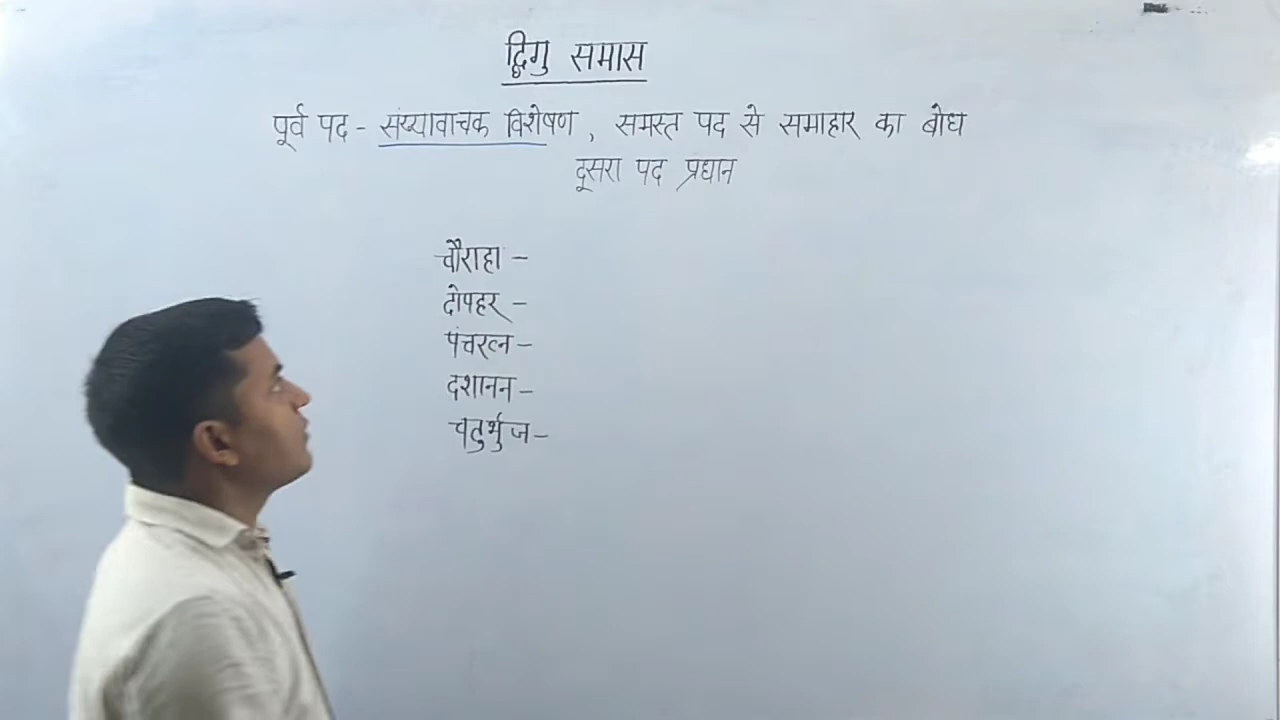 द्विगु समास
पूर्व पद - संख्यावाचक विशेषण , समस्त पद से समाहार का बोध
दूसरा पद प्रधान
चौराहा -
दोपहर -
पंचरत्न -
दशानन -
चतुर्भुज -